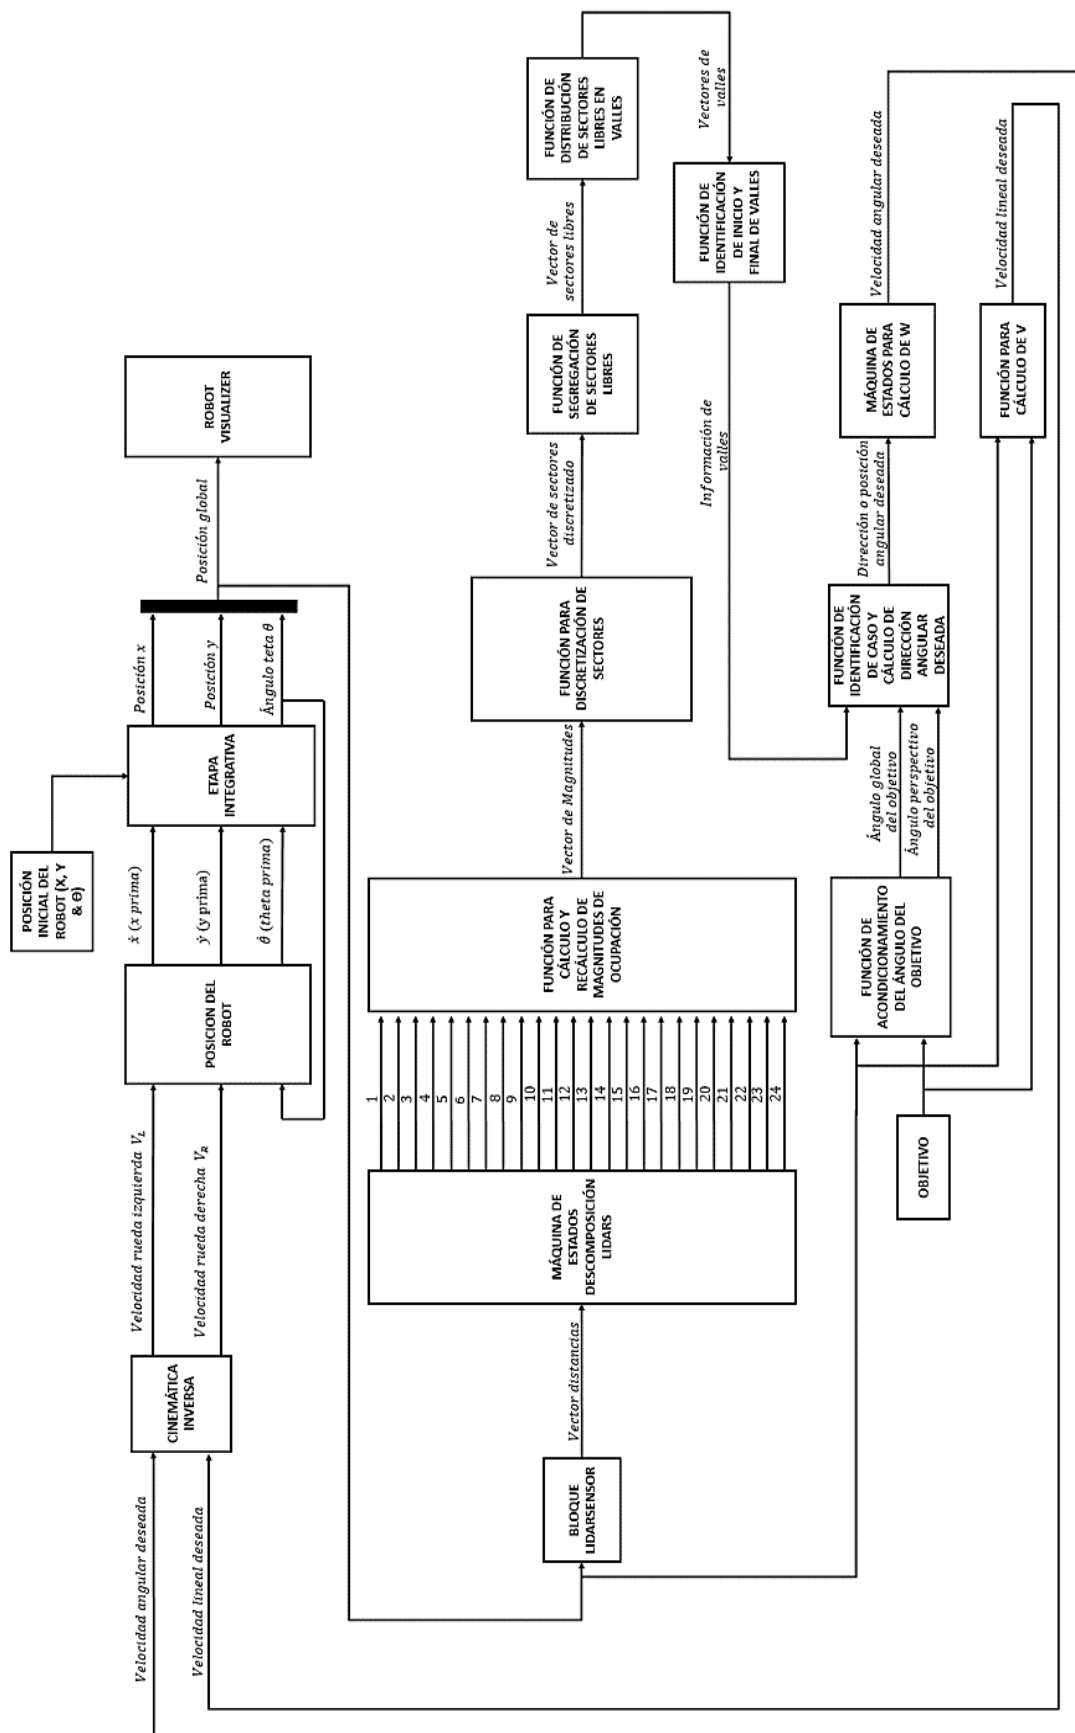 Velocidad angular deseada
Velocidad lineal deseada
CINEMÁTICA
INVERSA
Velocidad rueda izquierda V_L
Velocidad rueda derecha V_R
POSICION DEL
ROBOT
ẋ (x prima)
ẏ (y prima)
θ̇ (theta prima)
POSICIÓN
INICIAL DEL
ROBOT (X, Y
& Θ)
ETAPA
INTEGRATIVA
Posición x
Posición y
Ángulo teta θ
Posición global
ROBOT
VISUALIZER
BLOQUE
LIDARSENSOR
Vector distancias
MÁQUINA DE
ESTADOS
DESCOMPOSICIÓN
LIDARS
1
2
3
4
5
6
7
8
9
10
11
12
13
14
15
16
17
18
19
20
21
22
23
24
FUNCIÓN PARA
CÁLCULO Y
RECÁLCULO DE
MAGNITUDES DE
OCUPACIÓN
Vector de Magnitudes
FUNCIÓN PARA
DISCRETIZACIÓN DE
SECTORES
Vector de sectores
discretizado
FUNCIÓN DE
SEGREGACIÓN
DE SECTORES
LIBRES
Vector de
sectores libres
FUNCIÓN DE
DISTRIBUCIÓN
DE SECTORES
LIBRES EN
VALLES
Vectores de
valles
FUNCIÓN DE
IDENTIFICACIÓN
DE INICIO Y
FINAL DE VALLES
Información de
valles
OBJETIVO
FUNCIÓN DE
ACONDICIONAMIENTO
DEL ÁNGULO DEL
OBJETIVO
Ángulo global
del objetivo
Ángulo perspectivo
del objetivo
FUNCIÓN DE
IDENTIFICACIÓN
DE CASO Y
CÁLCULO DE
DIRECCIÓN
ANGULAR
DESEADA
Dirección o posición
angular deseada
MÁQUINA DE
ESTADOS PARA
CÁLCULO DE W
Velocidad angular deseada
FUNCIÓN PARA
CÁLCULO DE V
Velocidad lineal deseada